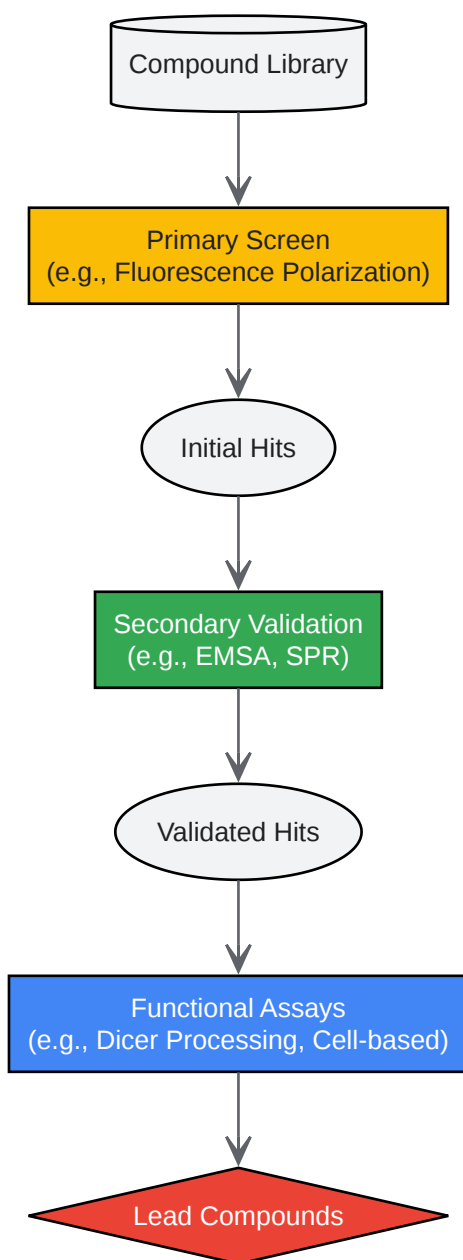 Compound Library
Primary Screen
(e.g., Fluorescence Polarization)
Initial Hits
Secondary Validation
(e.g., EMSA, SPR)
Validated Hits
Functional Assays
(e.g., Dicer Processing, Cell-based)
Lead Compounds